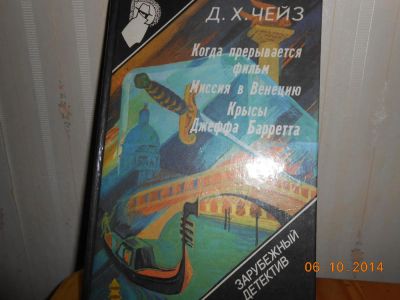 Д. Х. ЧЕЙЗ
Когда прерывается
фильм
Миссия в Венецию
Крысы
Джеффа Барретта
ЗАРУБЕЖНЫЙ
ДЕТЕКТИВ
06-10-2014